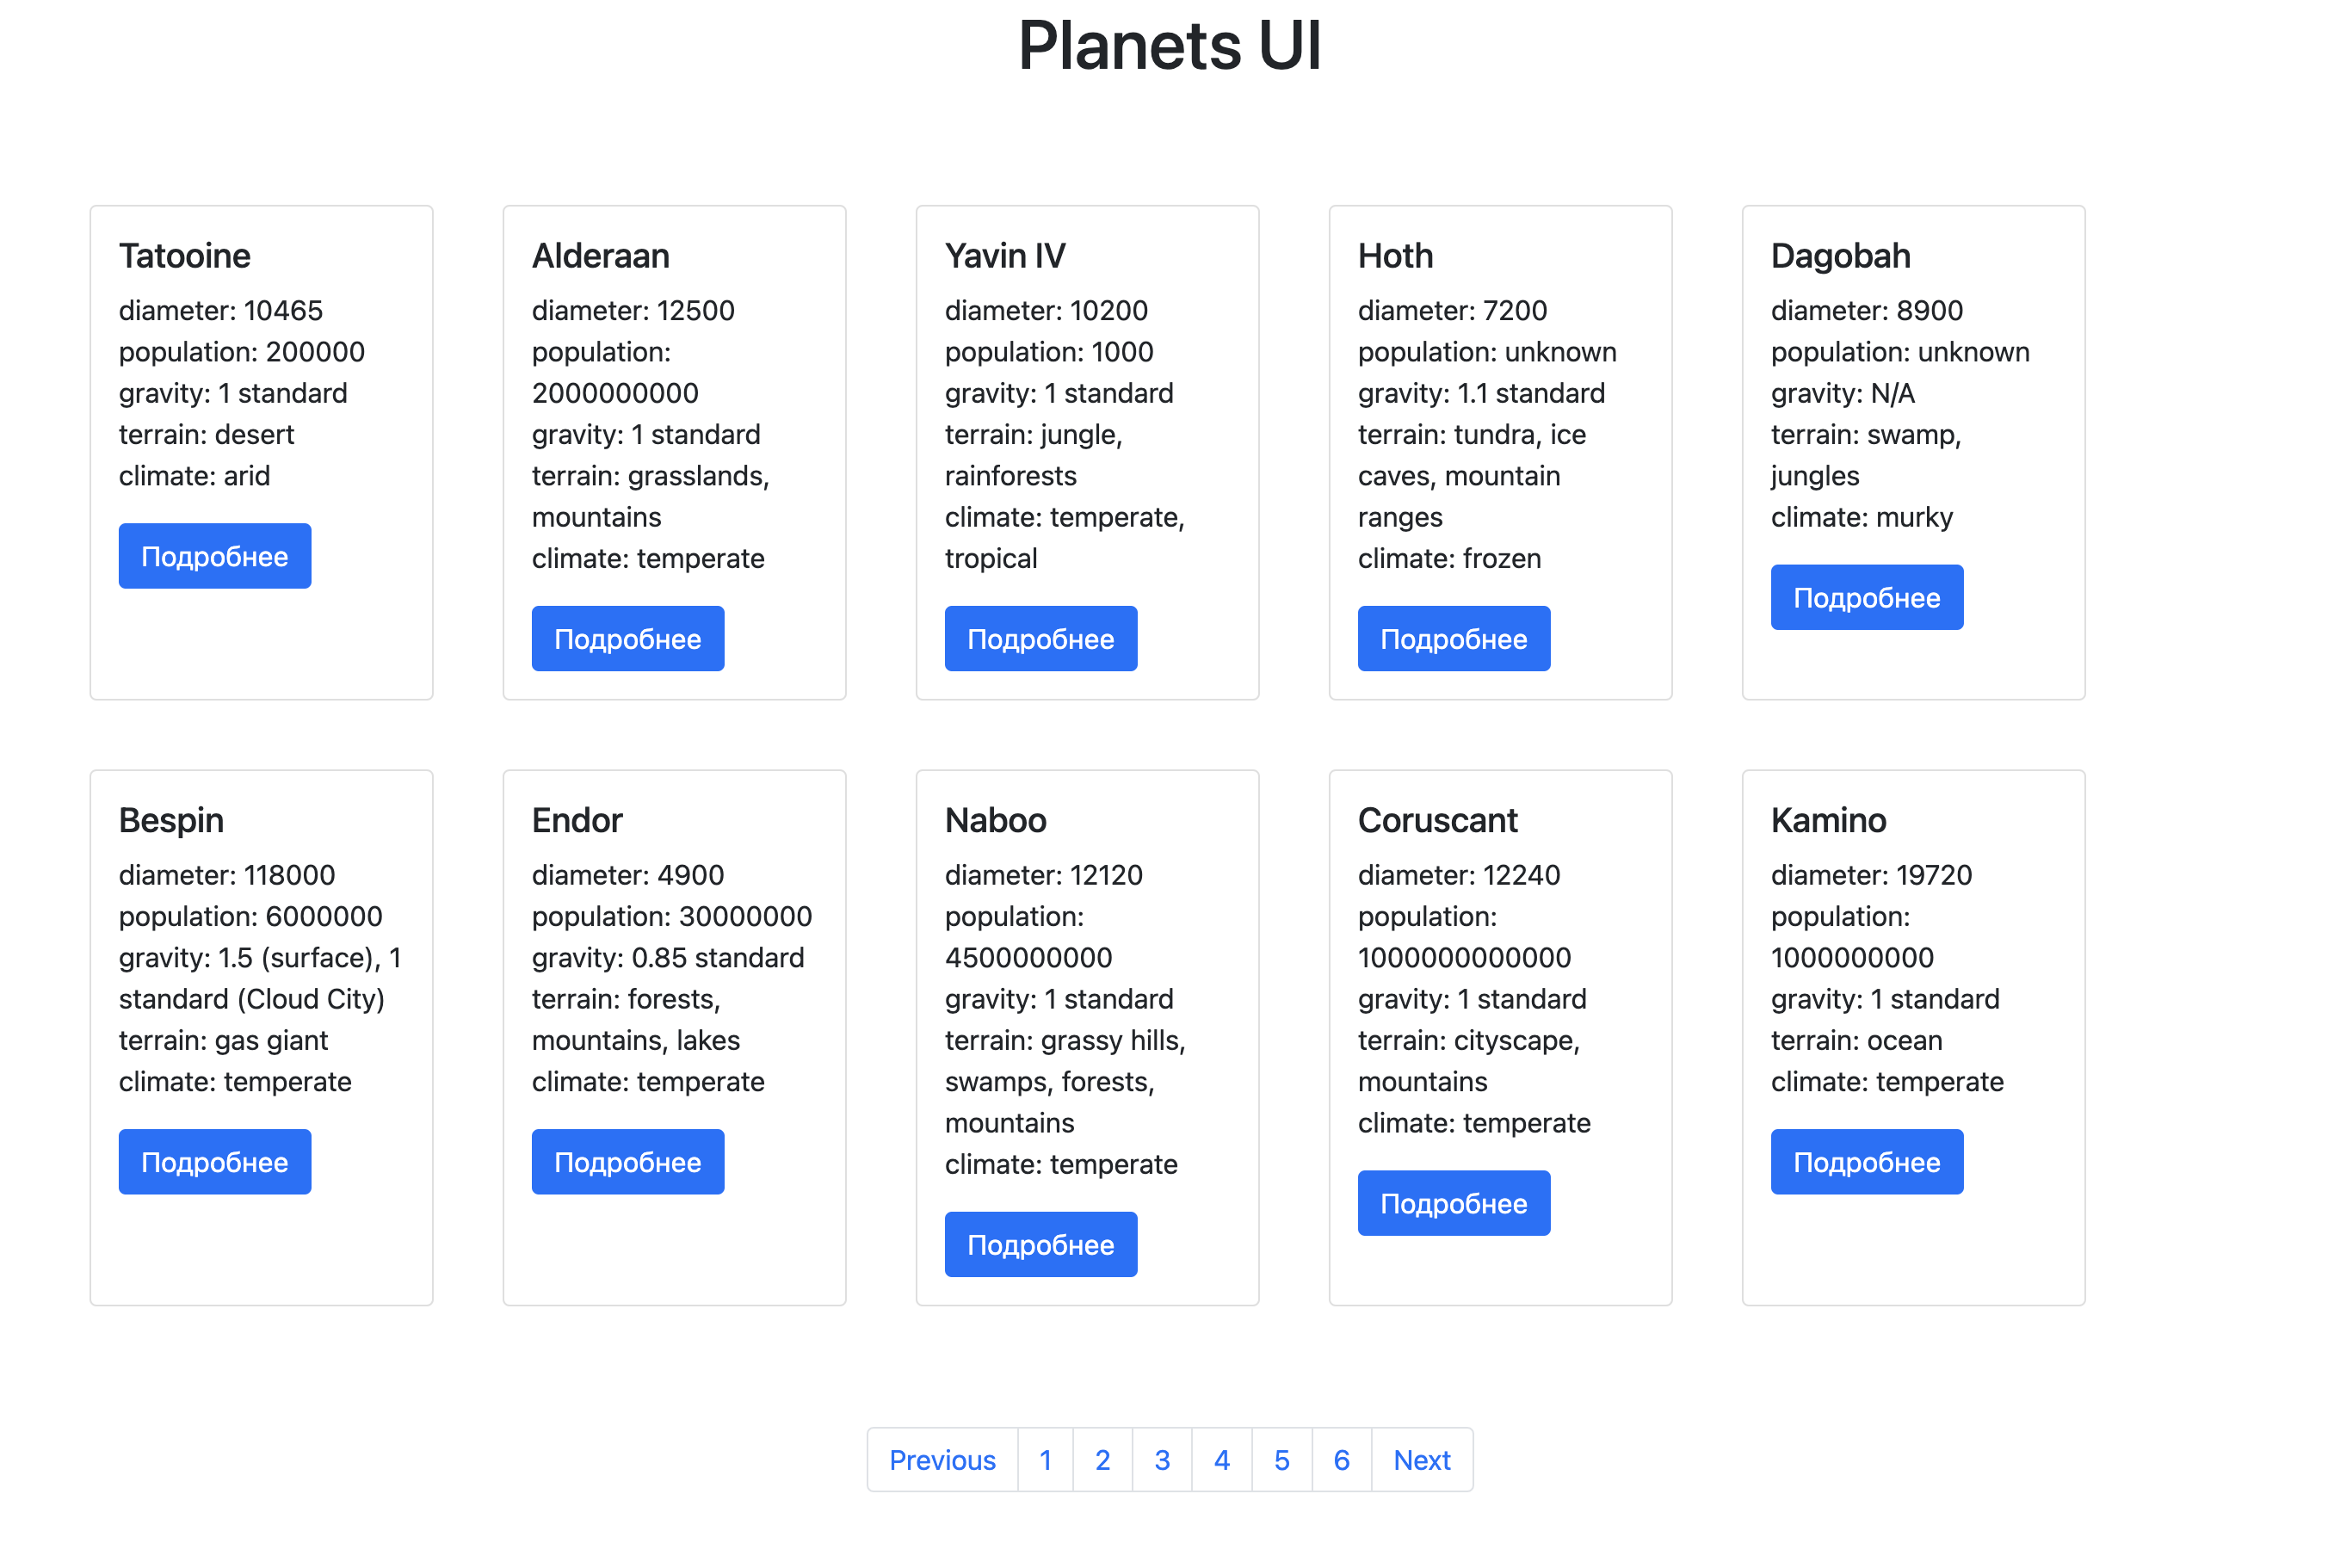 Planets UI
Tatooine
diameter: 10465
population: 200000
gravity: 1 standard
terrain: desert
climate: arid
Подробнее
Alderaan
diameter: 12500
population:
2000000000
gravity: 1 standard
terrain: grasslands,
mountains
climate: temperate
Подробнее
Yavin IV
diameter: 10200
population: 1000
gravity: 1 standard
terrain: jungle,
rainforests
climate: temperate,
tropical
Подробнее
Hoth
diameter: 7200
population: unknown
gravity: 1.1 standard
terrain: tundra, ice
caves, mountain
ranges
climate: frozen
Подробнее
Dagobah
diameter: 8900
population: unknown
gravity: N/A
terrain: swamp,
jungles
climate: murky
Подробнее
Bespin
diameter: 118000
population: 6000000
gravity: 1.5 (surface), 1
standard (Cloud City)
terrain: gas giant
climate: temperate
Подробнее
Endor
diameter: 4900
population: 30000000
gravity: 0.85 standard
terrain: forests,
mountains, lakes
climate: temperate
Подробнее
Naboo
diameter: 12120
population:
4500000000
gravity: 1 standard
terrain: grassy hills,
swamps, forests,
mountains
climate: temperate
Подробнее
Coruscant
diameter: 12240
population:
1000000000000
gravity: 1 standard
terrain: cityscape,
mountains
climate: temperate
Подробнее
Kamino
diameter: 19720
population:
1000000000
gravity: 1 standard
terrain: ocean
climate: temperate
Подробнее
Previous 1 2 3 4 5 6 Next